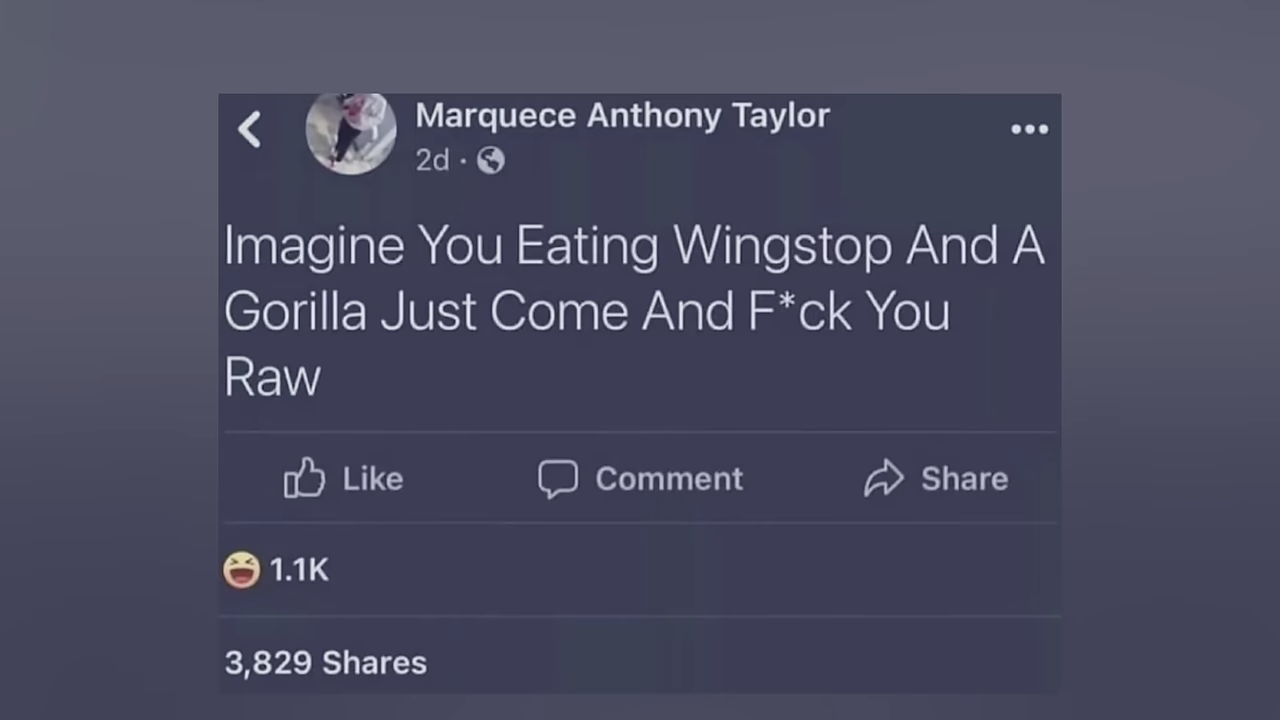 Marquece Anthony Taylor
2d ·
Imagine You Eating Wingstop And A
Gorilla Just Come And F*ck You
Raw
Like Comment Share
1.1K
3,829 Shares